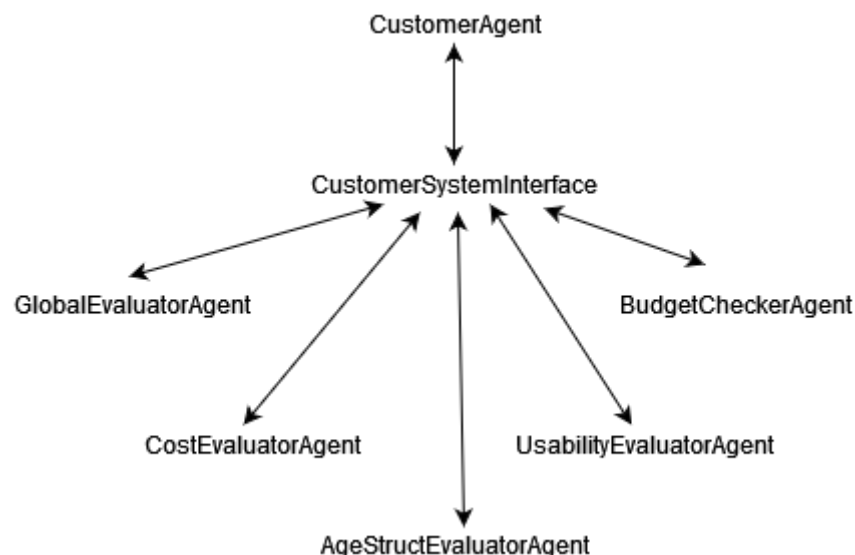 CustomerAgent
CustomerSystemInterface
GlobalEvaluatorAgent
BudgetCheckerAgent
CostEvaluatorAgent
UsabilityEvaluatorAgent
AgeStructEvaluatorAgent